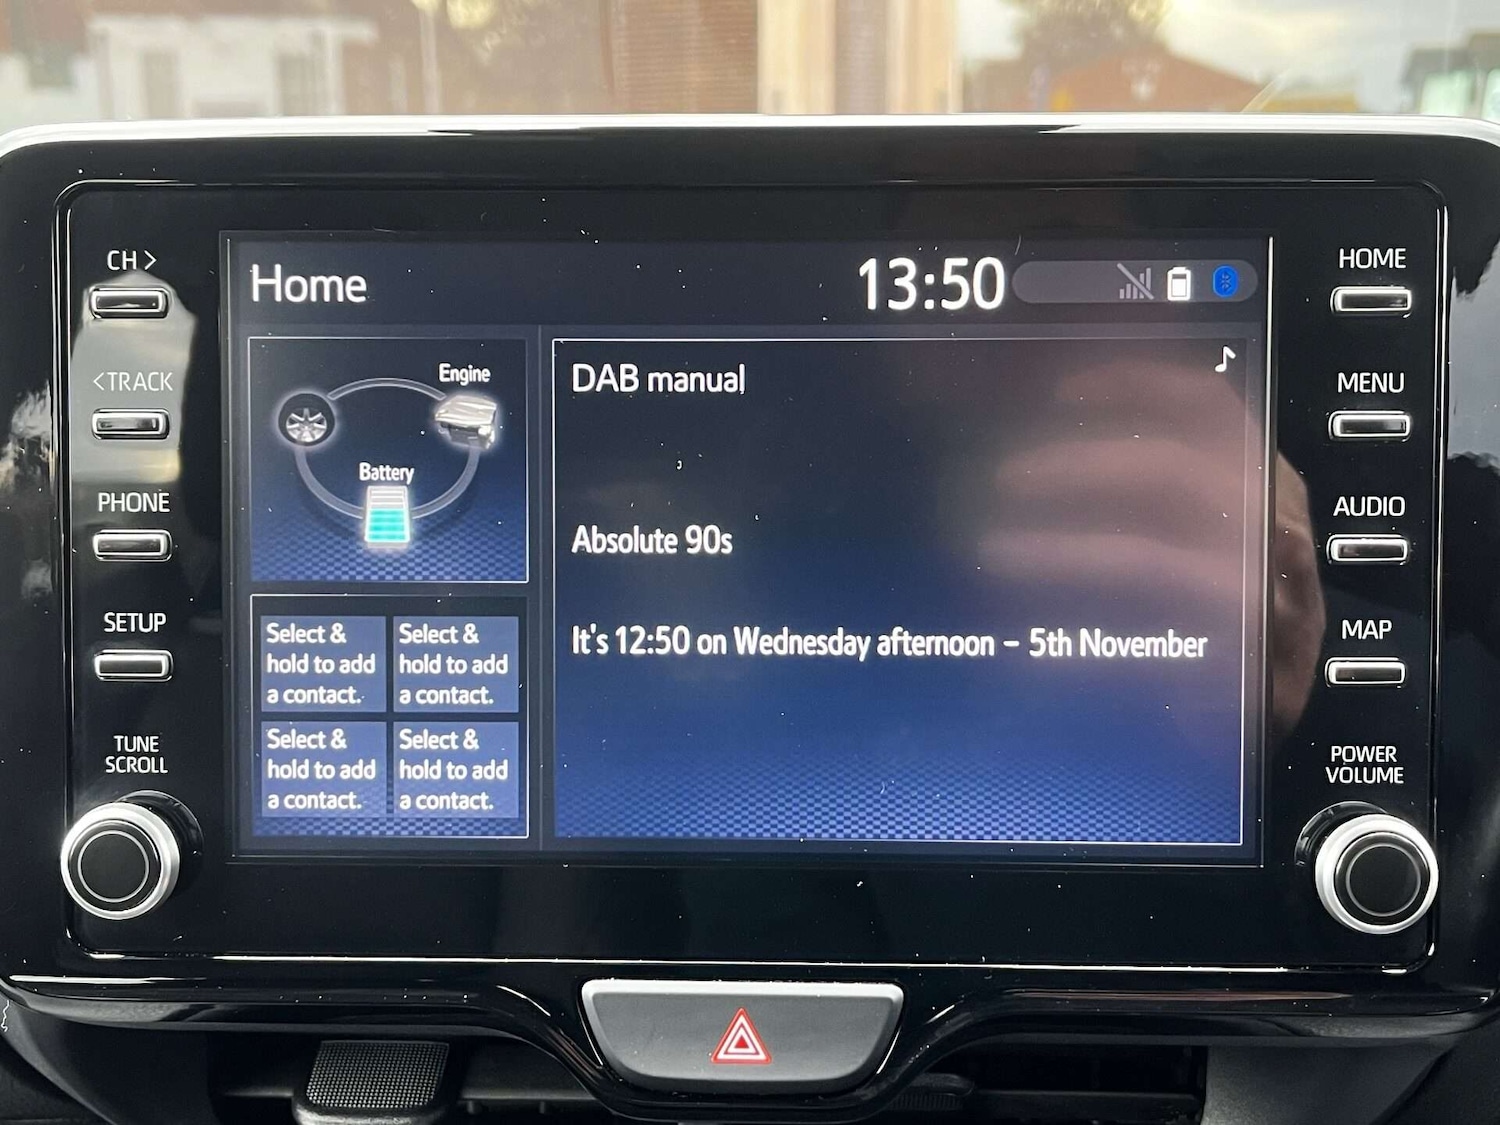 CH >
<TRACK
PHONE
SETUP
TUNE
SCROLL
Home
13:50
Engine
Battery
Select &
hold to add
a contact.
Select &
hold to add
a contact.
Select &
hold to add
a contact.
Select &
hold to add
a contact.
DAB manual
Absolute 90s
It's 12:50 on Wednesday afternoon – 5th November
HOME
MENU
AUDIO
MAP
POWER
VOLUME